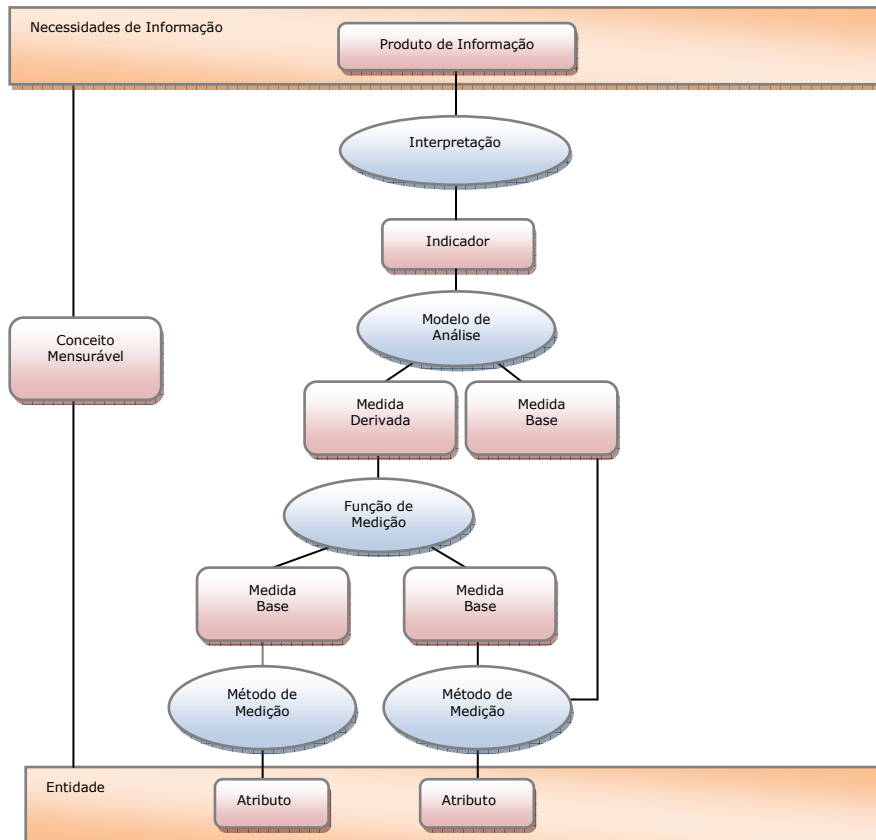 Necessidades de Informação
Produto de Informação
Interpretação
Indicador
Modelo de
Análise
Conceito
Mensurável
Medida
Derivada
Medida
Base
Função de
Medição
Medida
Base
Medida
Base
Método de
Medição
Método de
Medição
Entidade
Atributo
Atributo